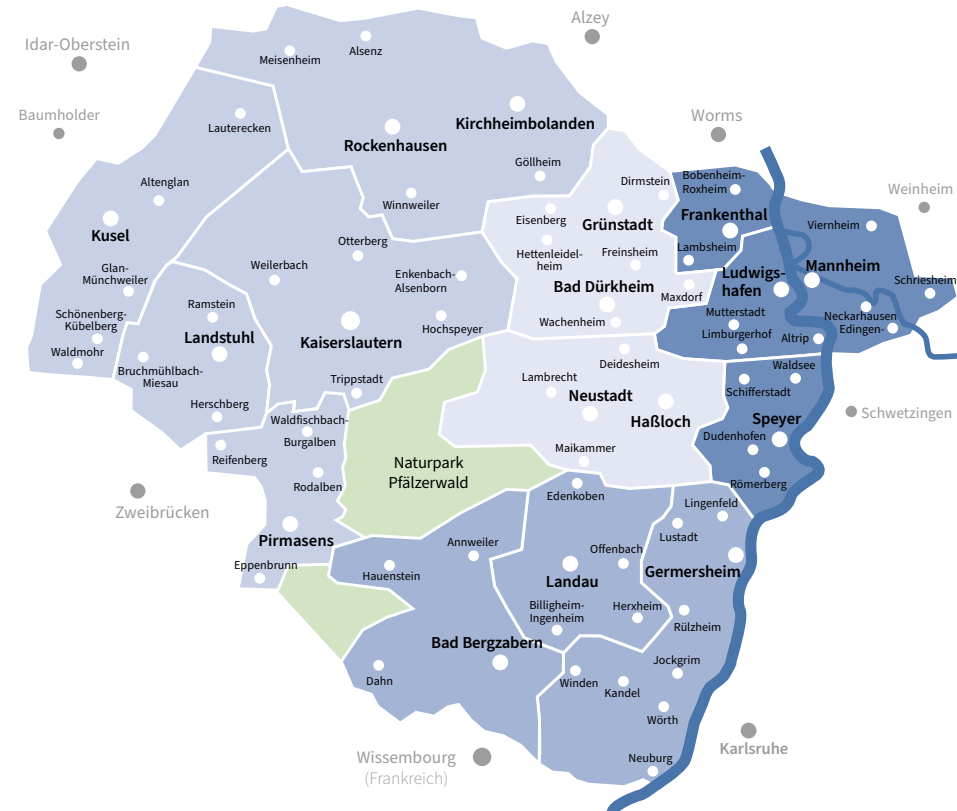 Alzey
Idar-Oberstein
Alsenz
Meisenheim
Baumholder
Worms
Kirchheimbolanden
Lauterecken
Rockenhausen
Göllheim
Altenglan
Dirmstein
Bobenheim-
Roxheim
Weinheim
Winnweiler
Eisenberg
Grünstadt
Frankenthal
Viernheim
Kusel
Otterberg
Lambsheim
Hettenleidel-
heim
Freinsheim
Weilerbach
Glan-
Münchweiler
Enkenbach-
Alsenborn
Ludwigs-
hafen
Mannheim
Schriesheim
Bad Dürkheim
Maxdorf
Ramstein
Schönenberg-
Kübelberg
Wachenheim
Mutterstadt
Neckarhausen
Edingen-
Hochspeyer
Limburgerhof
Altrip
Landstuhl
Kaiserslautern
Waldmohr
Deidesheim
Waldsee
Bruchmühlbach-
Miesau
Trippstadt
Lambrecht
Schifferstadt
Neustadt
Herschberg
Haßloch
Speyer
Schwetzingen
Waldfischbach-
Burgalben
Dudenhofen
Maikammer
Reifenberg
Naturpark
Pfälzerwald
Rodalben
Römerberg
Edenkoben
Lingenfeld
Zweibrücken
Lustadt
Pirmasens
Annweiler
Offenbach
Eppenbrunn
Hauenstein
Landau
Germersheim
Billigheim-
Ingenheim
Herxheim
Rülzheim
Bad Bergzabern
Jockgrim
Dahn
Winden
Kandel
Wörth
Karlsruhe
Wissembourg
(Frankreich)
Neuburg